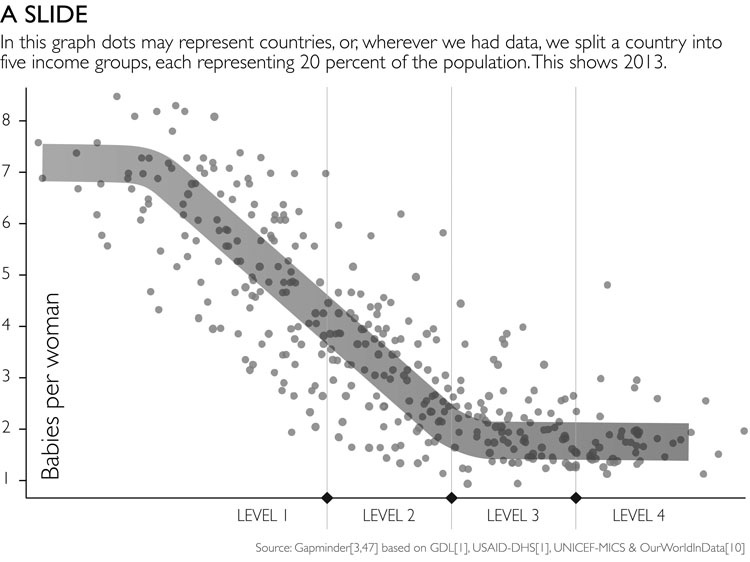 A SLIDE
In this graph dots may represent countries, or, wherever we had data, we split a country into
five income groups, each representing 20 percent of the population. This shows 2013.
8
7
6
5
4
3
2
1
Babies per woman
LEVEL 1
LEVEL 2
LEVEL 3
LEVEL 4
Source: Gapminder[3,47] based on GDL[1], USAID-DHS[1], UNICEF-MICS & OurWorldInData[10]